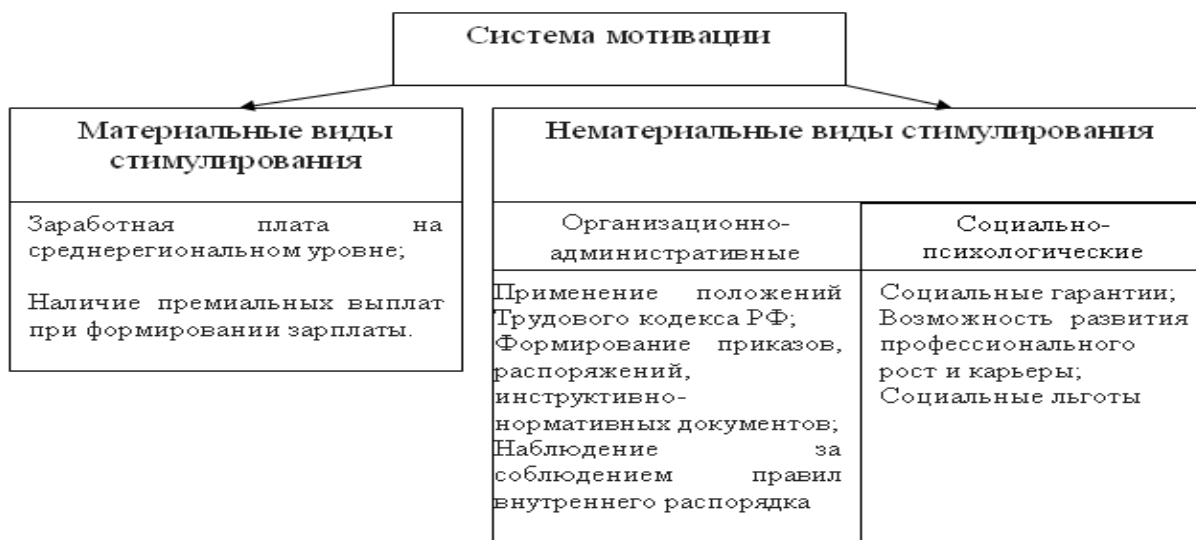 Система мотивации
Материальные виды
стимулирования
Заработная плата на
среднерегиональном уровне;
Наличие премиальных выплат
при формировании зарплаты.
Нематериальные виды стимулирования
Организационно-
административные
Применение положений
Трудового кодекса РФ;
Формирование приказов,
распоряжений,
инструктивно-
нормативных документов;
Наблюдение за
соблюдением правил
внутреннего распорядка
Социально-
психологические
Социальные гарантии;
Возможность развития
профессионального
рост и карьеры;
Социальные льготы